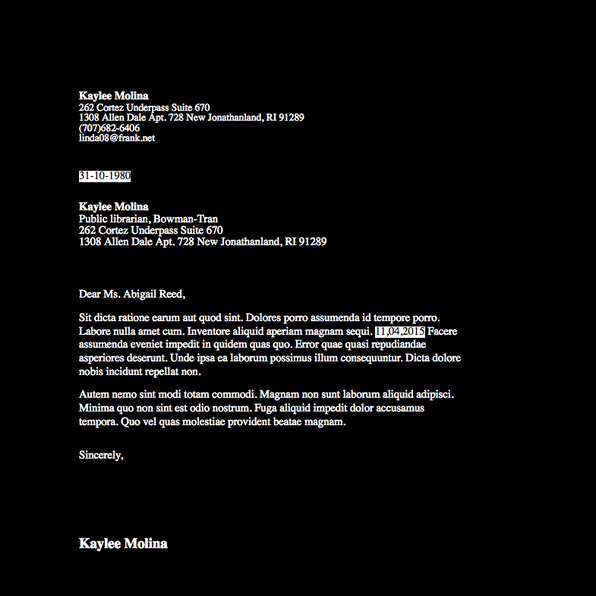 Kaylee Molina
262 Cortez Underpass Suite 670
1308 Allen Dale Apt. 728 New Jonathanland, RI 91289
(707)682-6406
linda08@frank.net
31-10-1980
Kaylee Molina
Public librarian, Bowman-Tran
262 Cortez Underpass Suite 670
1308 Allen Dale Apt. 728 New Jonathanland, RI 91289
Dear Ms. Abigail Reed,
Sit dicta ratione earum aut quod sint. Dolores porro assumenda id tempore porro.
Labore nulla amet cum. Inventore aliquid aperiam magnam sequi. 11,04,2015 Facere
assumenda eveniet impedit in quidem quas quo. Error quae quasi repudiandae
asperiores deserunt. Unde ipsa ea laborum possimus illum consequuntur. Dicta dolore
nobis incidunt repellat non.
Autem nemo sint modi totam commodi. Magnam non sunt laborum aliquid adipisci.
Minima quo non sint est odio nostrum. Fuga aliquid impedit dolor accusamus
tempora. Quo vel quas molestiae provident beatae magnam.
Sincerely,
Kaylee Molina